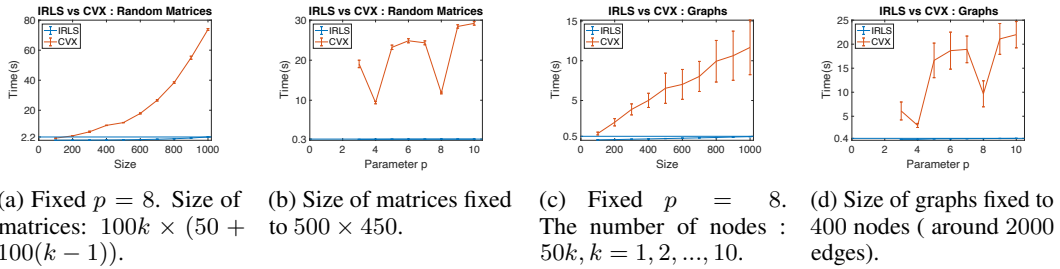 IRLS vs CVX : Random Matrices
80
60
40
20
2.2
Time(s)
IRLS
CVX
0 200 400 600 800 1000
Size
IRLS vs CVX : Random Matrices
30
20
10
0.3
Time(s)
IRLS
CVX
0 2 4 6 8 10
Parameter p
IRLS vs CVX : Graphs
15
10
5
0.5
Time(s)
IRLS
CVX
0 200 400 600 800 1000
Size
IRLS vs CVX : Graphs
25
20
15
10
5
0.4
Time(s)
IRLS
CVX
0 2 4 6 8 10
Parameter p
(a) Fixed p = 8. Size of
matrices: 100k × (50 +
100(k − 1)).
(b) Size of matrices fixed
to 500 × 450.
(c) Fixed p = 8.
The number of nodes :
50k, k = 1, 2, ..., 10.
(d) Size of graphs fixed to
400 nodes ( around 2000
edges).